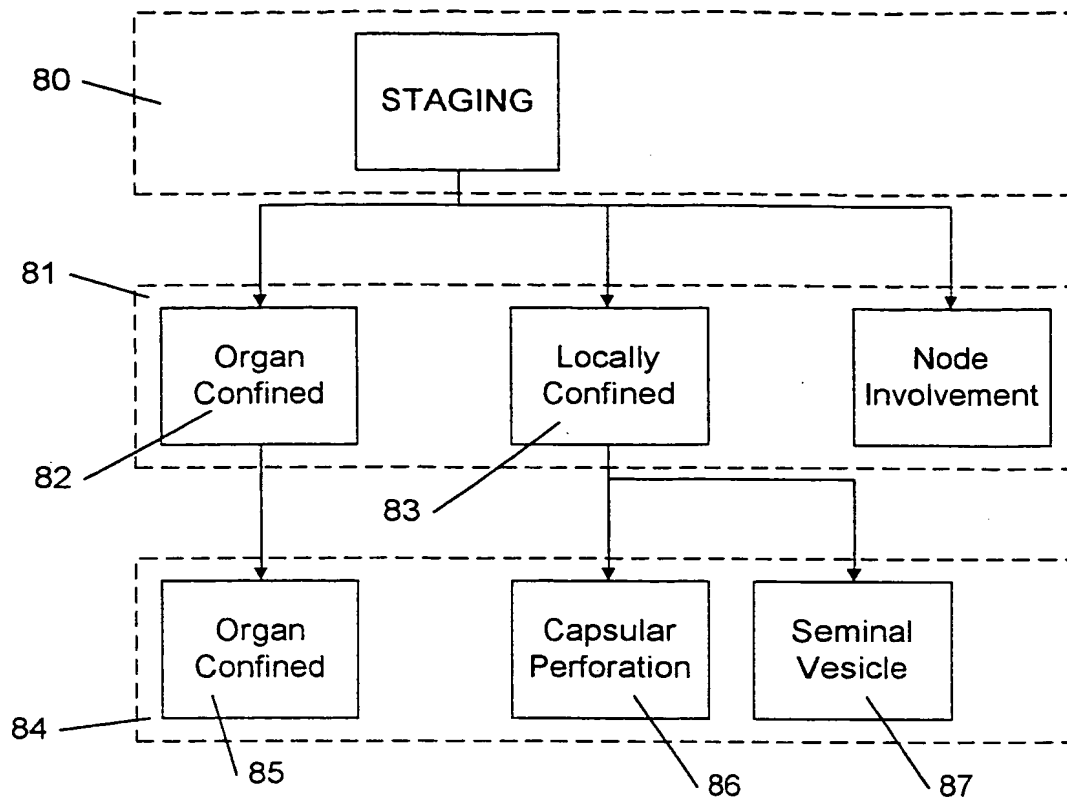 80
STAGING
81
Organ
Confined
Locally
Confined
Node
Involvement
82
83
Organ
Confined
Capsular
Perforation
Seminal
Vesicle
84
85
86
87